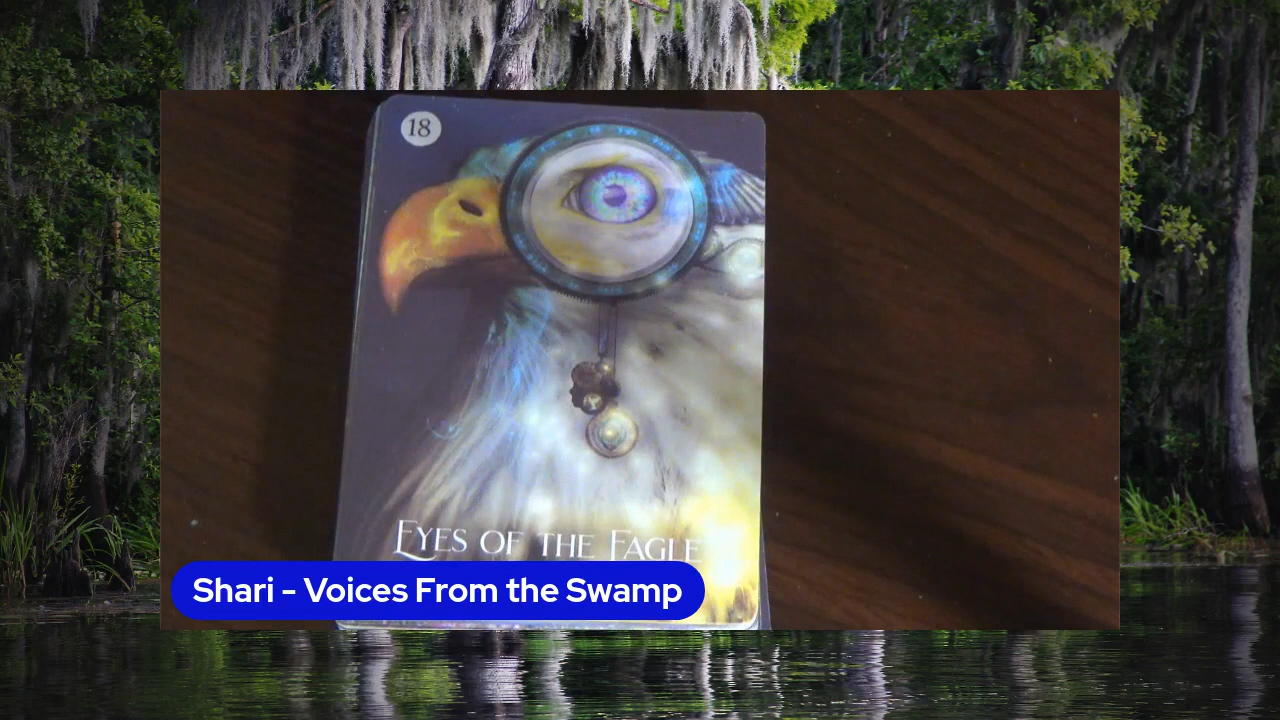 18
EYES OF THE EAGLE
Shari - Voices From the Swamp